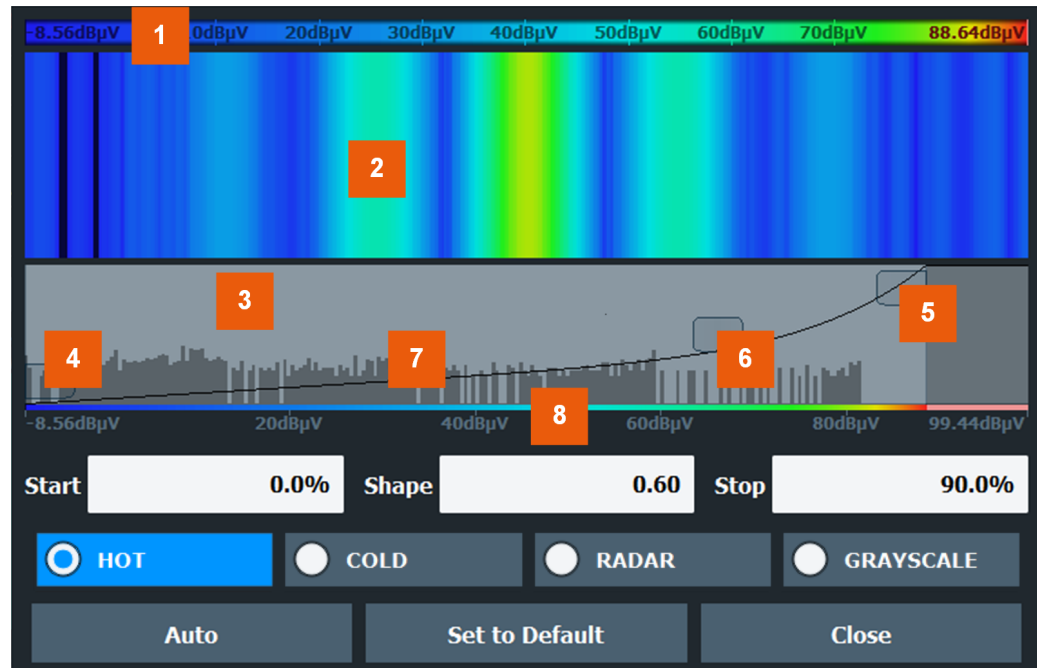 -8.56dBµV 1 0dBµV 20dBµV 30dBµV 40dBµV 50dBµV 60dBµV 70dBµV 88.64dBµV
2
3
5
4 7 6
8
-8.56dBµV 20dBµV 40dBµV 60dBµV 80dBµV 99.44dBµV
Start 0.0% Shape 0.60 Stop 90.0%
HOT COLD RADAR GRAYSCALE
Auto Set to Default Close